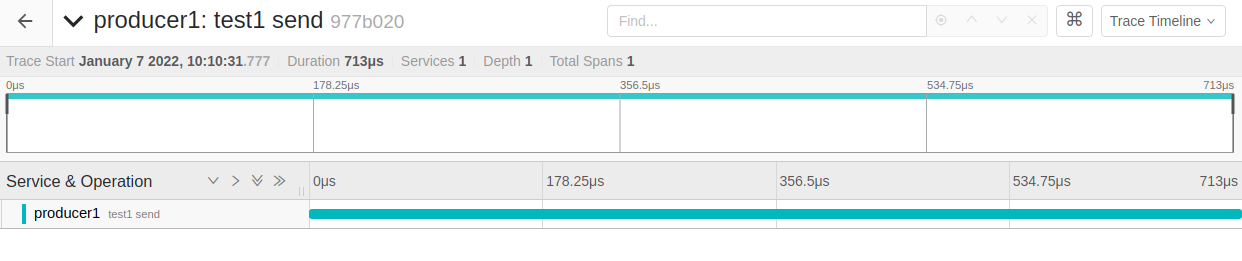 producer1: test1 send 977b020 Find... ⌘ Trace Timeline
Trace Start January 7 2022, 10:10:31.777 Duration 713μs Services 1 Depth 1 Total Spans 1
0μs 178.25μs 356.5μs 534.75μs 713μs
Service & Operation 0μs 178.25μs 356.5μs 534.75μs 713μs
producer1 test1 send